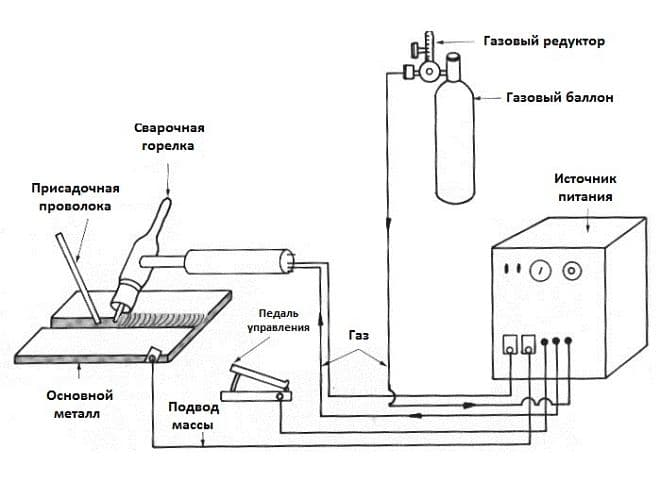 Газовый редуктор
Газовый баллон
Сварочная
горелка
Присадочная
проволока
Источник
питания
Педаль
управления
Газ
Основной
металл
Подвод
массы